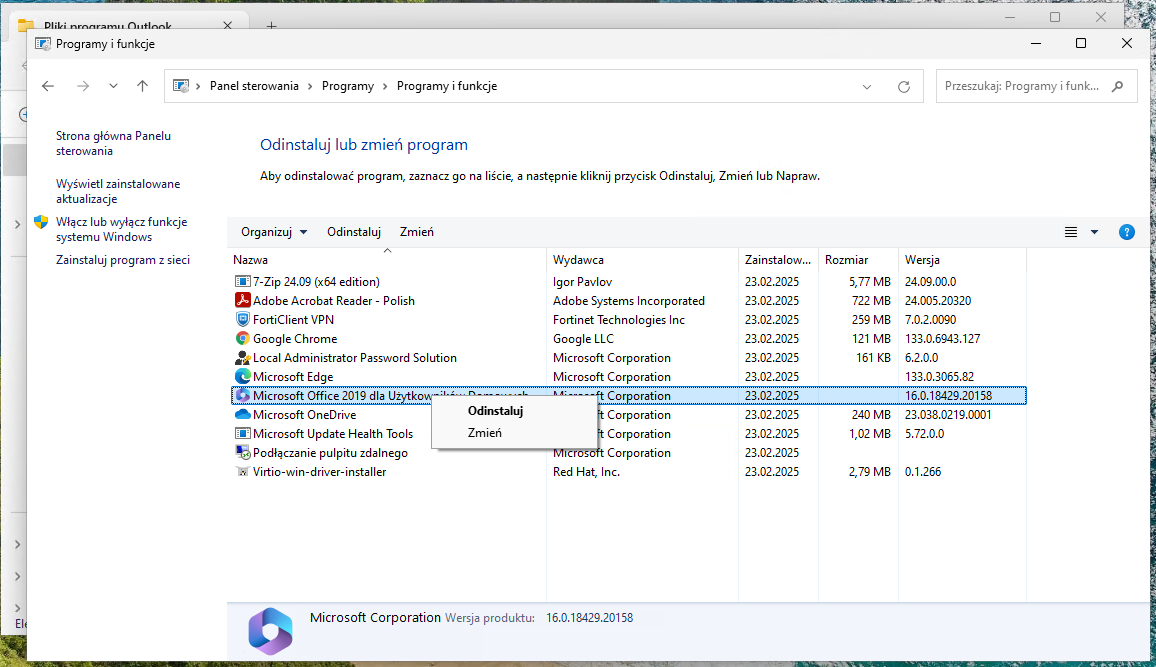 Pliki programu Outlook
Programy i funkcje
Panel sterowania > Programy > Programy i funkcje
Przeszukaj: Programy i funk...
Strona główna Panelu
sterowania
Wyświetl zainstalowane
aktualizacje
Włącz lub wyłącz funkcje
systemu Windows
Zainstaluj program z sieci
Odinstaluj lub zmień program
Aby odinstalować program, zaznacz go na liście, a następnie kliknij przycisk Odinstaluj, Zmień lub Napraw.
Organizuj Odinstaluj Zmień
Nazwa Wydawca Zainstalow... Rozmiar Wersja
7-Zip 24.09 (x64 edition) Igor Pavlov 23.02.2025 5,77 MB 24.09.00.0
Adobe Acrobat Reader - Polish Adobe Systems Incorporated 23.02.2025 722 MB 24.005.20320
FortiClient VPN Fortinet Technologies Inc 23.02.2025 259 MB 7.0.2.0090
Google Chrome Google LLC 23.02.2025 121 MB 133.0.6943.127
Local Administrator Password Solution Microsoft Corporation 23.02.2025 161 KB 6.2.0.0
Microsoft Edge Microsoft Corporation 23.02.2025 133.0.3065.82
Microsoft Office 2019 dla Użytkowników Domowych Microsoft Corporation 23.02.2025 16.0.18429.20158
Microsoft OneDrive Microsoft Corporation 23.02.2025 240 MB 23.038.0219.0001
Microsoft Update Health Tools Microsoft Corporation 23.02.2025 1,02 MB 5.72.0.0
Podłączanie pulpitu zdalnego Microsoft Corporation 23.02.2025
Virtio-win-driver-installer Red Hat, Inc. 23.02.2025 2,79 MB 0.1.266
Odinstaluj
Zmień
Microsoft Corporation Wersja produktu: 16.0.18429.20158